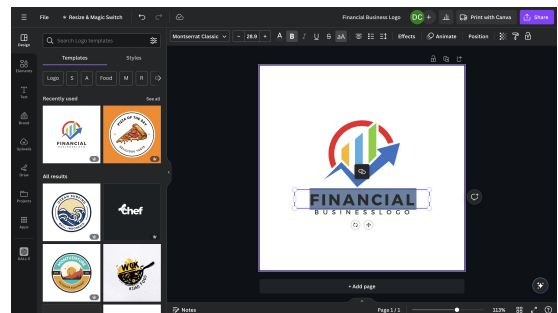 File
Resize & Magic Switch
Financial Business Logo
DC
+
Print with Canva
Share
Design
Elements
Text
Brand
Uploads
Draw
Projects
Apps
DALL·E
Search Logo templates
Templates
Styles
Logo
S
A
Food
M
R
Recently used
See all
FINANCIAL
PIZZA OF THE DAY
All results
chef
WOK
Montserrat Classic
- 28.9 +
A B I U S aA
Effects
Animate
Position
FINANCIAL
BUSINESSLOGO
+ Add page
Notes
Page 1 / 1
113%